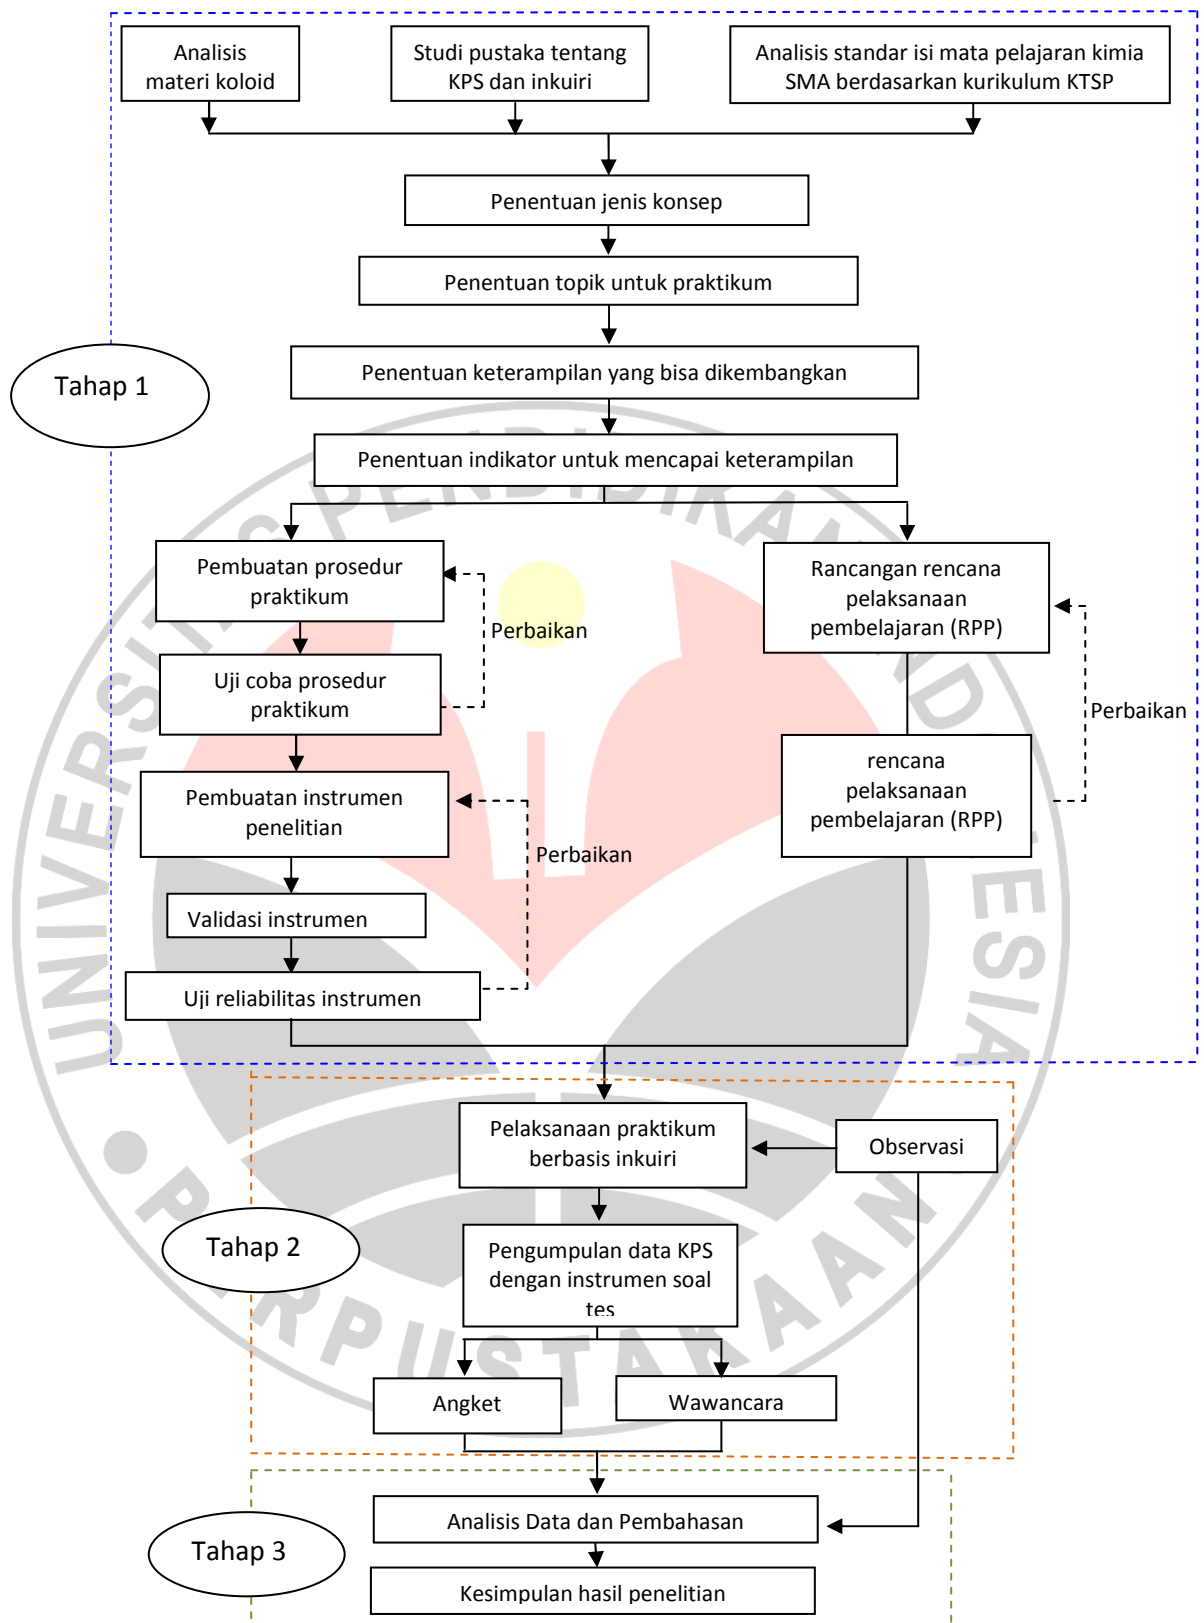 Analisis
materi koloid
Studi pustaka tentang
KPS dan inkuiri
Analisis standar isi mata pelajaran kimia
SMA berdasarkan kurikulum KTSP
Penentuan jenis konsep
Penentuan topik untuk praktikum
Penentuan keterampilan yang bisa dikembangkan
Tahap 1
Penentuan indikator untuk mencapai keterampilan
Pembuatan prosedur
praktikum
Perbaikan
Uji coba prosedur
praktikum
Pembuatan instrumen
penelitian
Perbaikan
Validasi instrumen
Uji reliabilitas instrumen
Rancangan rencana
pelaksanaan
pembelajaran (RPP)
Perbaikan
rencana
pelaksanaan
pembelajaran (RPP)
Pelaksanaan praktikum
berbasis inkuiri
Observasi
Tahap 2
Pengumpulan data KPS
dengan instrumen soal
tes
Angket
Wawancara
Analisis Data dan Pembahasan
Tahap 3
Kesimpulan hasil penelitian
UNIVERSITAS PENDIDIKAN INDONESIA
PERPUSTAKAAN